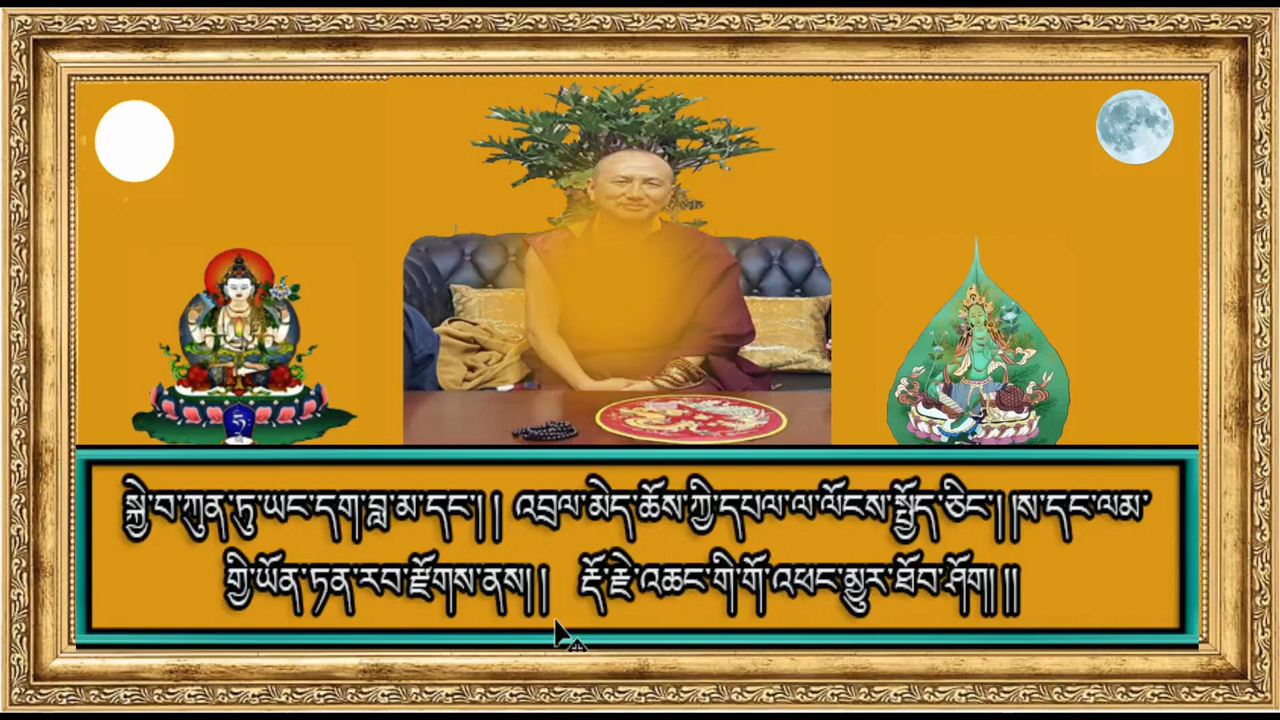 སྐྱེ་བ་ཀུན་ཏུ་ཡང་དག་བླ་མ་དང་། ། འབྲལ་མེད་ཆོས་ཀྱི་དཔལ་ལ་ལོངས་སྤྱོད་ཅིང་། །ས་དང་ལམ་
གྱི་ཡོན་ཏན་རབ་རྫོགས་ནས། ། རྡོ་རྗེ་འཆང་གི་གོ་འཕང་མྱུར་ཐོབ་ཤོག། །།